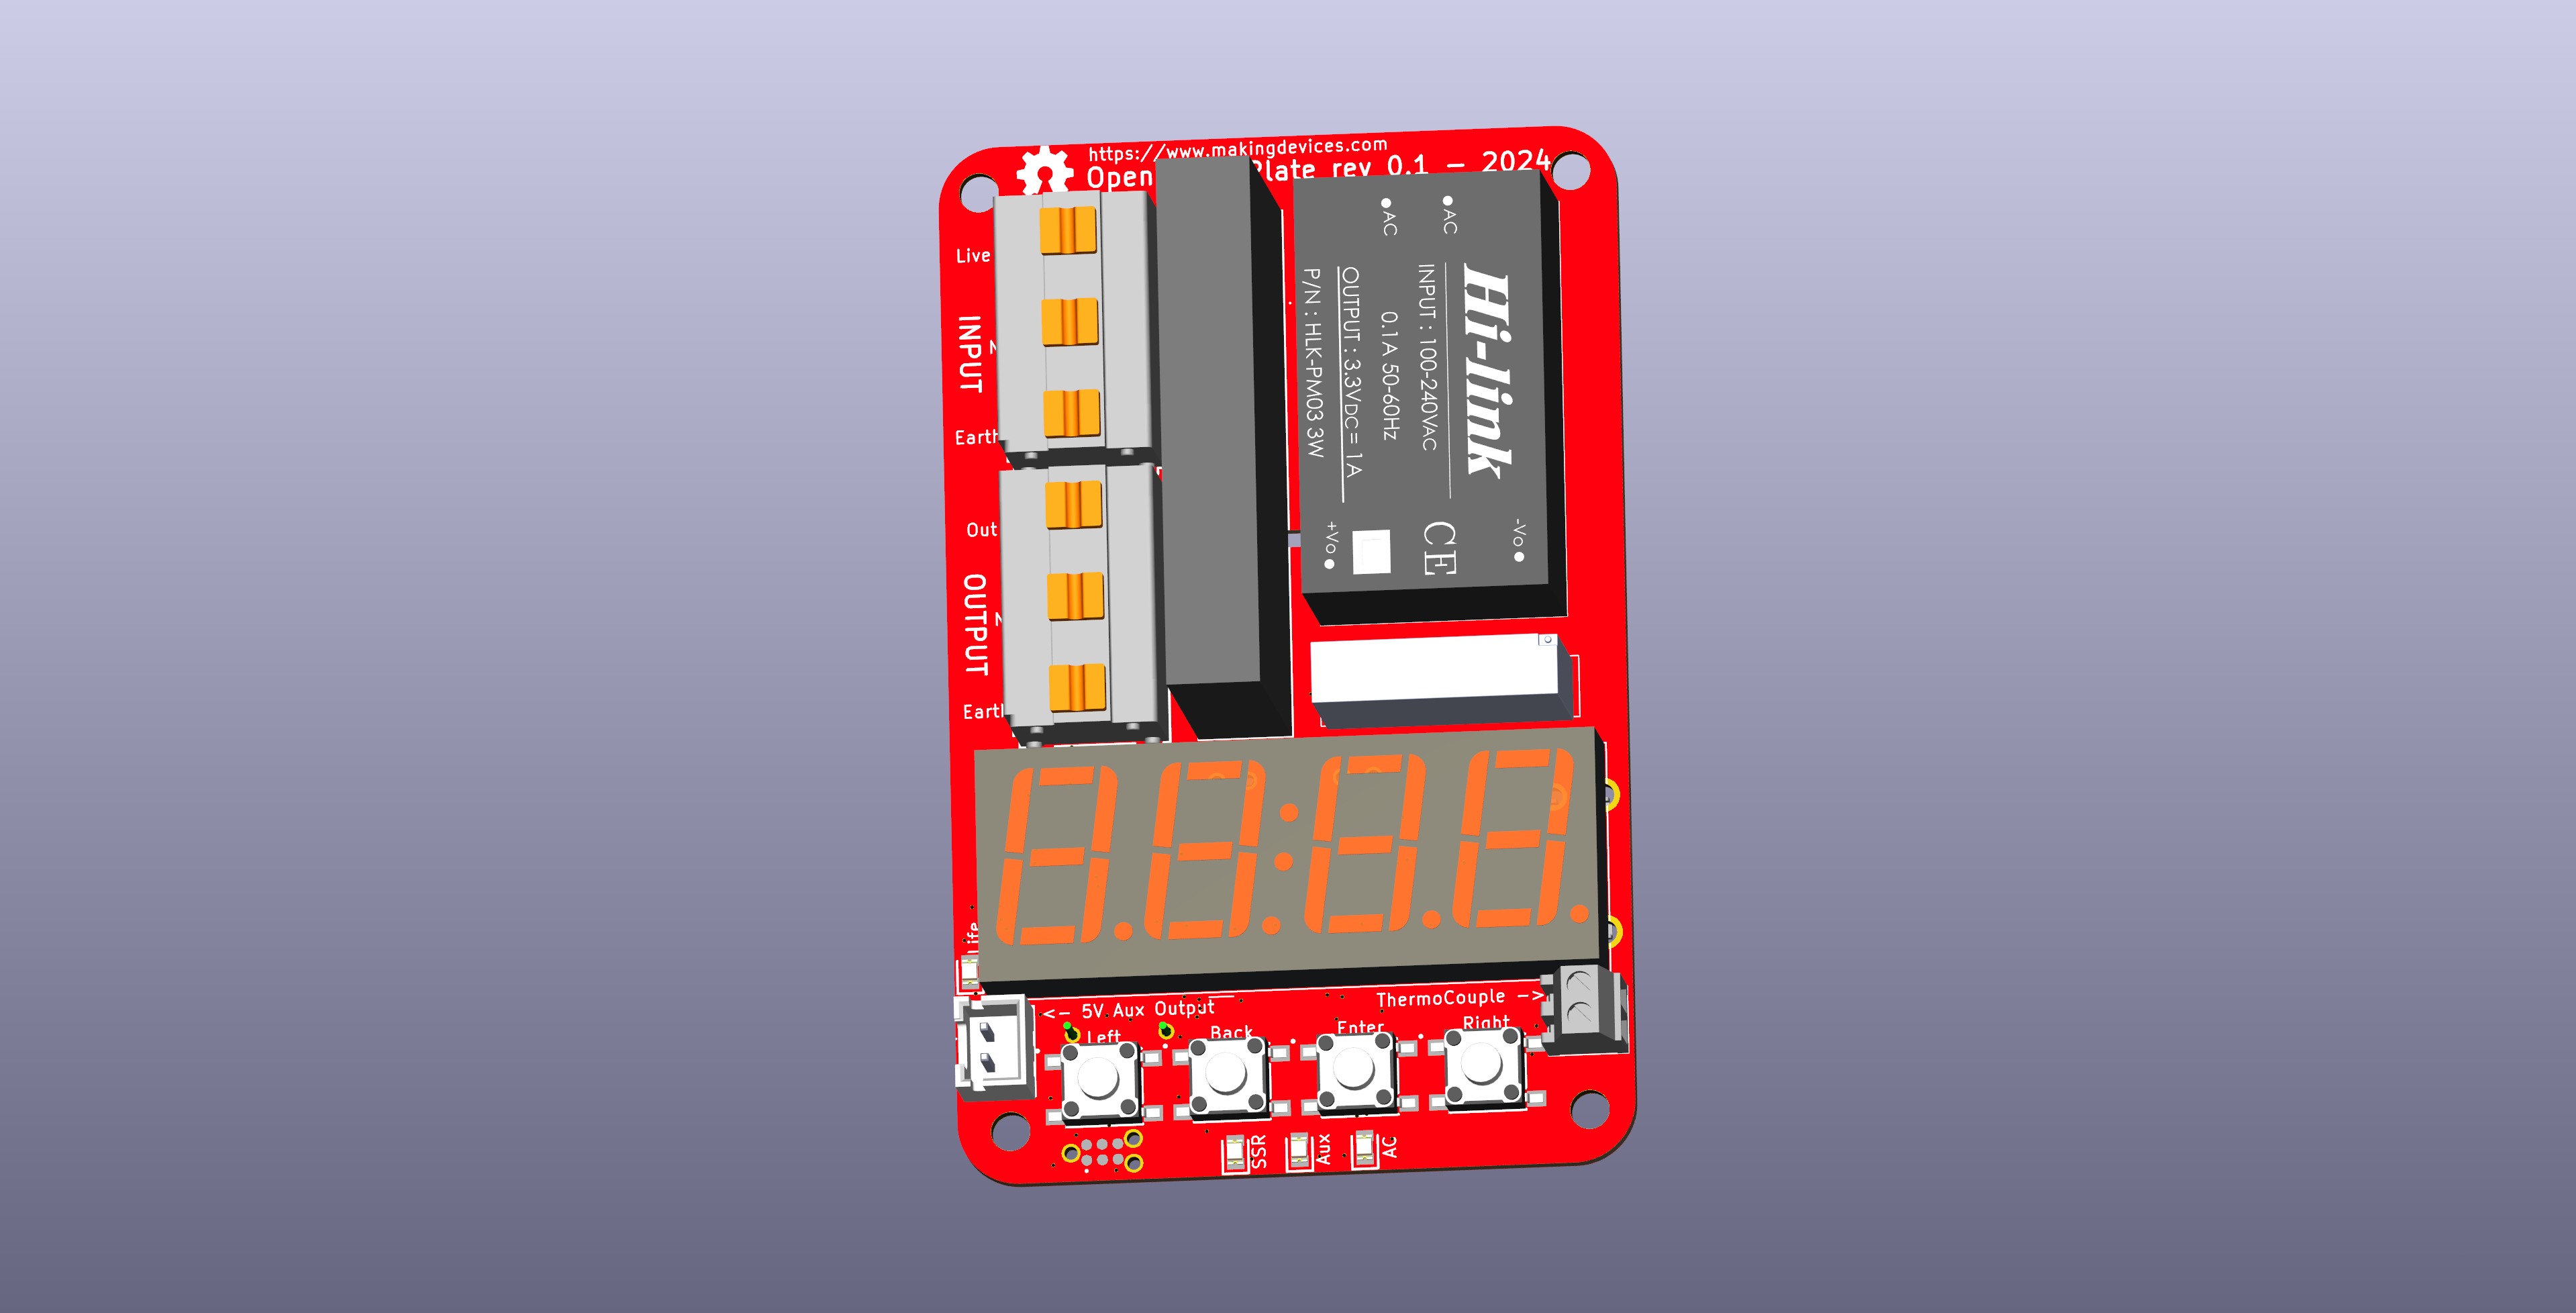 https://www.makingdevices.com
Open Plate rev 0.1 - 2024
Live
INPUT
N
Earth
Out
OUTPUT
N
Earth
AC
AC
Hi-link
INPUT : 100-240VAC
0.1A 50-60Hz
OUTPUT : 3.3VDC= 1A
P/N : HLK-PM03 3W
CE
-Vo
+Vo
Life
<- 5V Aux Output
ThermoCouple ->
Left
Back
Enter
Right
SSR
Aux
AC